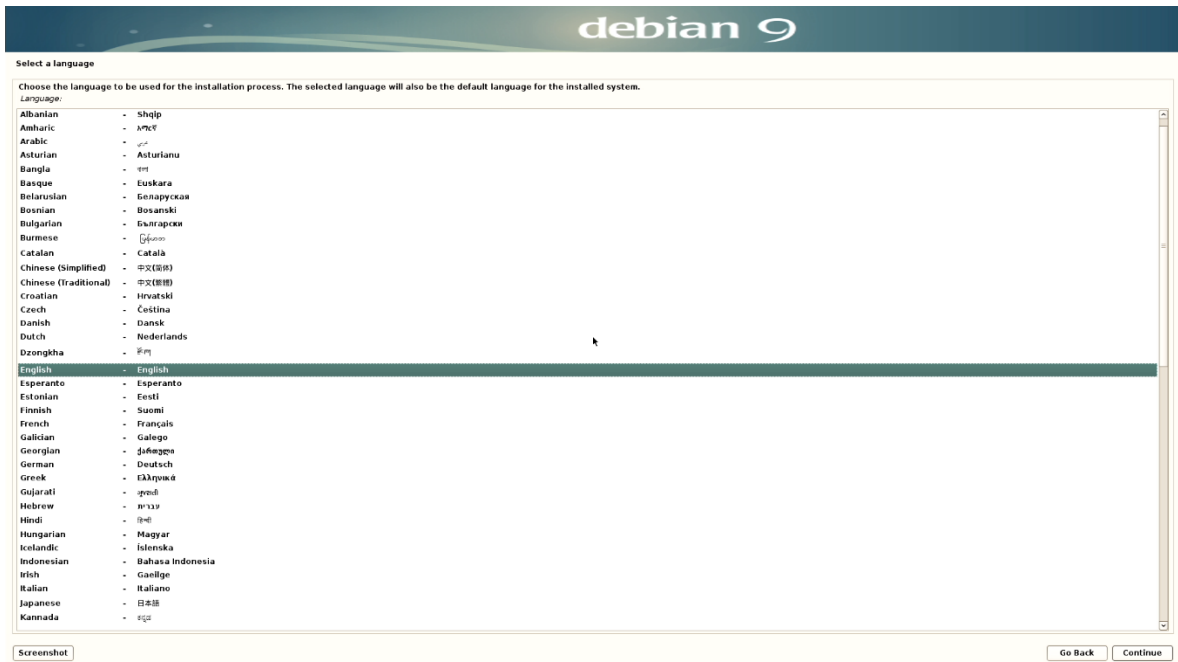 debian 9
Select a language
Choose the language to be used for the installation process. The selected language will also be the default language for the installed system.
Language:
Albanian - Shqip
Amharic - አማርኛ
Arabic - عربي
Asturian - Asturianu
Bangla - বাংলা
Basque - Euskara
Belarusian - Беларуская
Bosnian - Bosanski
Bulgarian - Български
Burmese -
Catalan - Català
Chinese (Simplified) - 中文(简体)
Chinese (Traditional) - 中文(繁體)
Croatian - Hrvatski
Czech - Čeština
Danish - Dansk
Dutch - Nederlands
Dzongkha -
English - English
Esperanto - Esperanto
Estonian - Eesti
Finnish - Suomi
French - Français
Galician - Galego
Georgian - ქართული
German - Deutsch
Greek - Ελληνικά
Gujarati - ગુજરાતી
Hebrew - עברית
Hindi - हिन्दी
Hungarian - Magyar
Icelandic - Íslenska
Indonesian - Bahasa Indonesia
Irish - Gaeilge
Italian - Italiano
Japanese - 日本語
Kannada - ಕನ್ನಡ
Screenshot Go Back Continue